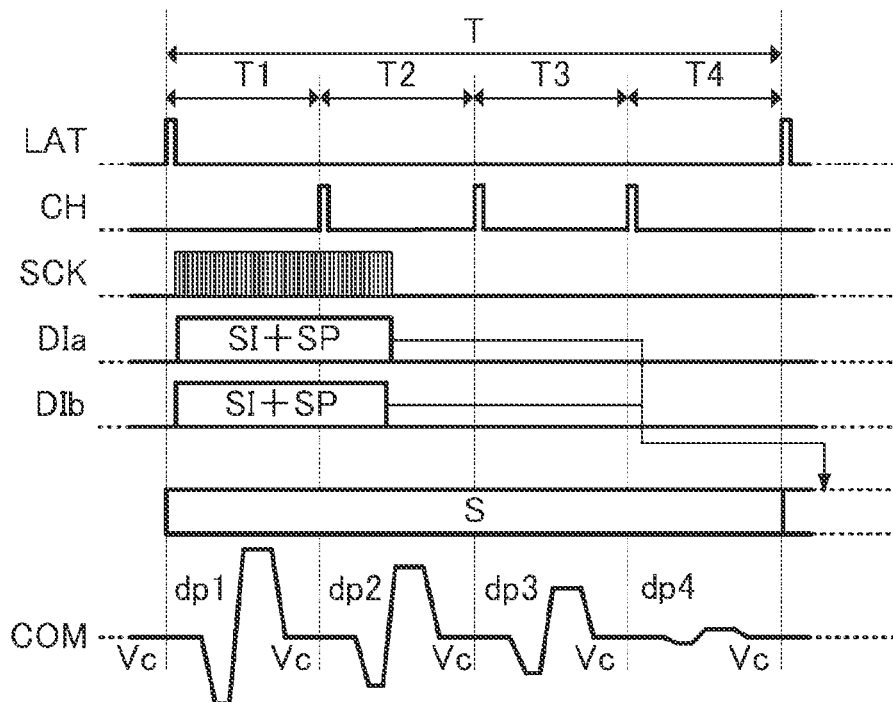 T
T1 T2 T3 T4
LAT
CH
SCK
DIa SI+SP
DIb SI+SP
S
dp1 dp2 dp3 dp4
COM
Vc Vc Vc Vc Vc